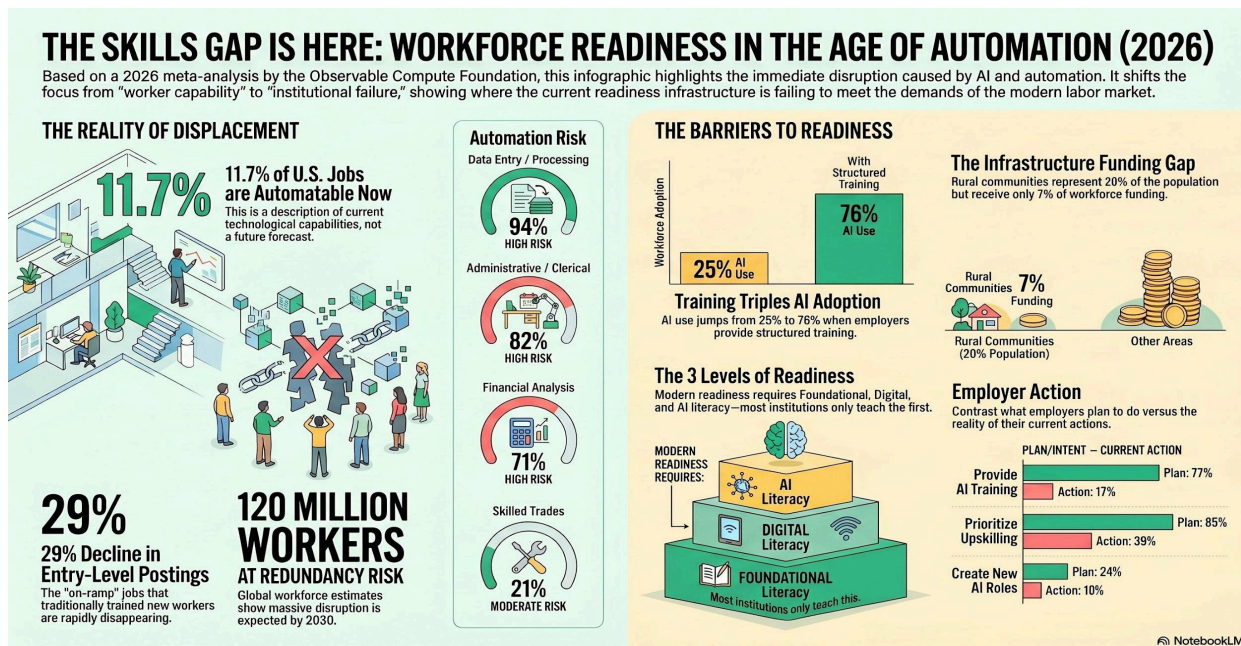 THE SKILLS GAP IS HERE: WORKFORCE READINESS IN THE AGE OF AUTOMATION (2026)
Based on a 2026 meta-analysis by the Observable Compute Foundation, this infographic highlights the immediate disruption caused by AI and automation. It shifts the
focus from "worker capability" to "institutional failure," showing where the current readiness infrastructure is failing to meet the demands of the modern labor market.
THE REALITY OF DISPLACEMENT
11.7%
11.7% of U.S. Jobs
are Automatable Now
This is a description of current
technological capabilities, not
a future forecast.
29%
29% Decline in
Entry-Level Postings
The "on-ramp" jobs that
traditionally trained new workers
are rapidly disappearing.
120 MILLION
WORKERS
AT REDUNDANCY RISK
Global workforce estimates
show massive disruption is
expected by 2030.
Automation Risk
Data Entry / Processing
94%
HIGH RISK
Administrative / Clerical
82%
HIGH RISK
Financial Analysis
71%
HIGH RISK
Skilled Trades
21%
MODERATE RISK
THE BARRIERS TO READINESS
Workforce Adoption
25% AI
Use
With
Structured
Training
76%
AI Use
Training Triples AI Adoption
AI use jumps from 25% to 76% when employers
provide structured training.
The Infrastructure Funding Gap
Rural communities represent 20% of the population
but receive only 7% of workforce funding.
Rural
Communities
7%
Funding
Rural Communities
(20% Population)
Other Areas
The 3 Levels of Readiness
Modern readiness requires Foundational, Digital,
and AI literacy—most institutions only teach the first.
MODERN
READINESS
REQUIRES:
AI
Literacy
DIGITAL
Literacy
FOUNDATIONAL
Literacy
Most institutions only teach this.
Employer Action
Contrast what employers plan to do versus the
reality of their current actions.
PLAN/INTENT — CURRENT ACTION
Provide
AI Training
Plan: 77%
Action: 17%
Prioritize
Upskilling
Plan: 85%
Action: 39%
Create New
AI Roles
Plan: 24%
Action: 10%
NotebookLM